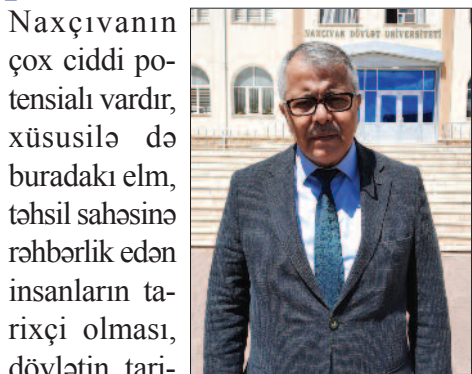 Naxçıvanın
çox ciddi po-
tensialı vardır,
xüsusilə də
buradakı elm,
təhsil sahəsinə
rəhbərlik edən
insanların ta-
rixçi olması,
dövlətin tari-
NAXÇIVAN DÖVLƏT UNİVERSİTETİ